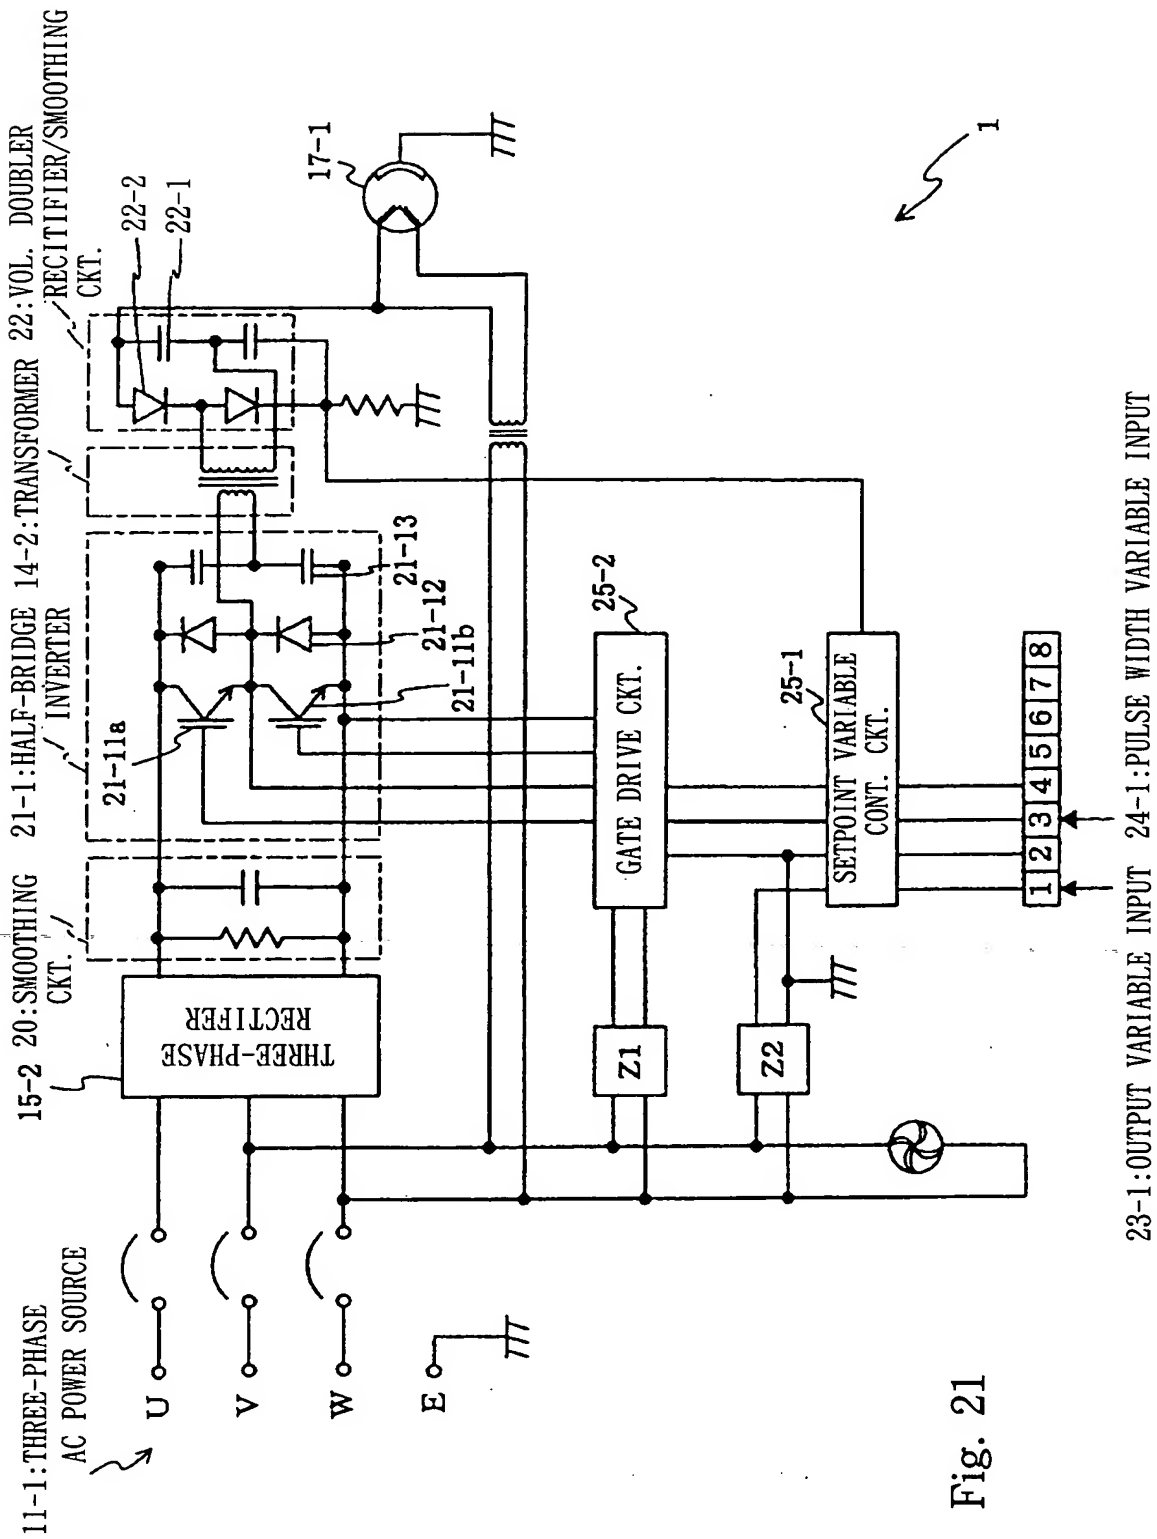 11-1:THREE-PHASE
AC POWER SOURCE
15-2
20:SMOOTHING
CKT.
21-1:HALF-BRIDGE
INVERTER
14-2:TRANSFORMER
22:VOL. DOUBLER
RECITIFIER/SMOOTHING
CKT.
22-2
22-1
17-1
21-11a
21-13
21-12
21-11b
THREE-PHASE
RECTIFER
U
V
W
E
25-2
GATE DRIVE CKT.
25-1
SETPOINT VARIABLE
CONT. CKT.
Z1
Z2
1 2 3 4 5 6 7 8
23-1:OUTPUT VARIABLE INPUT
24-1:PULSE WIDTH VARIABLE INPUT
1
Fig. 21